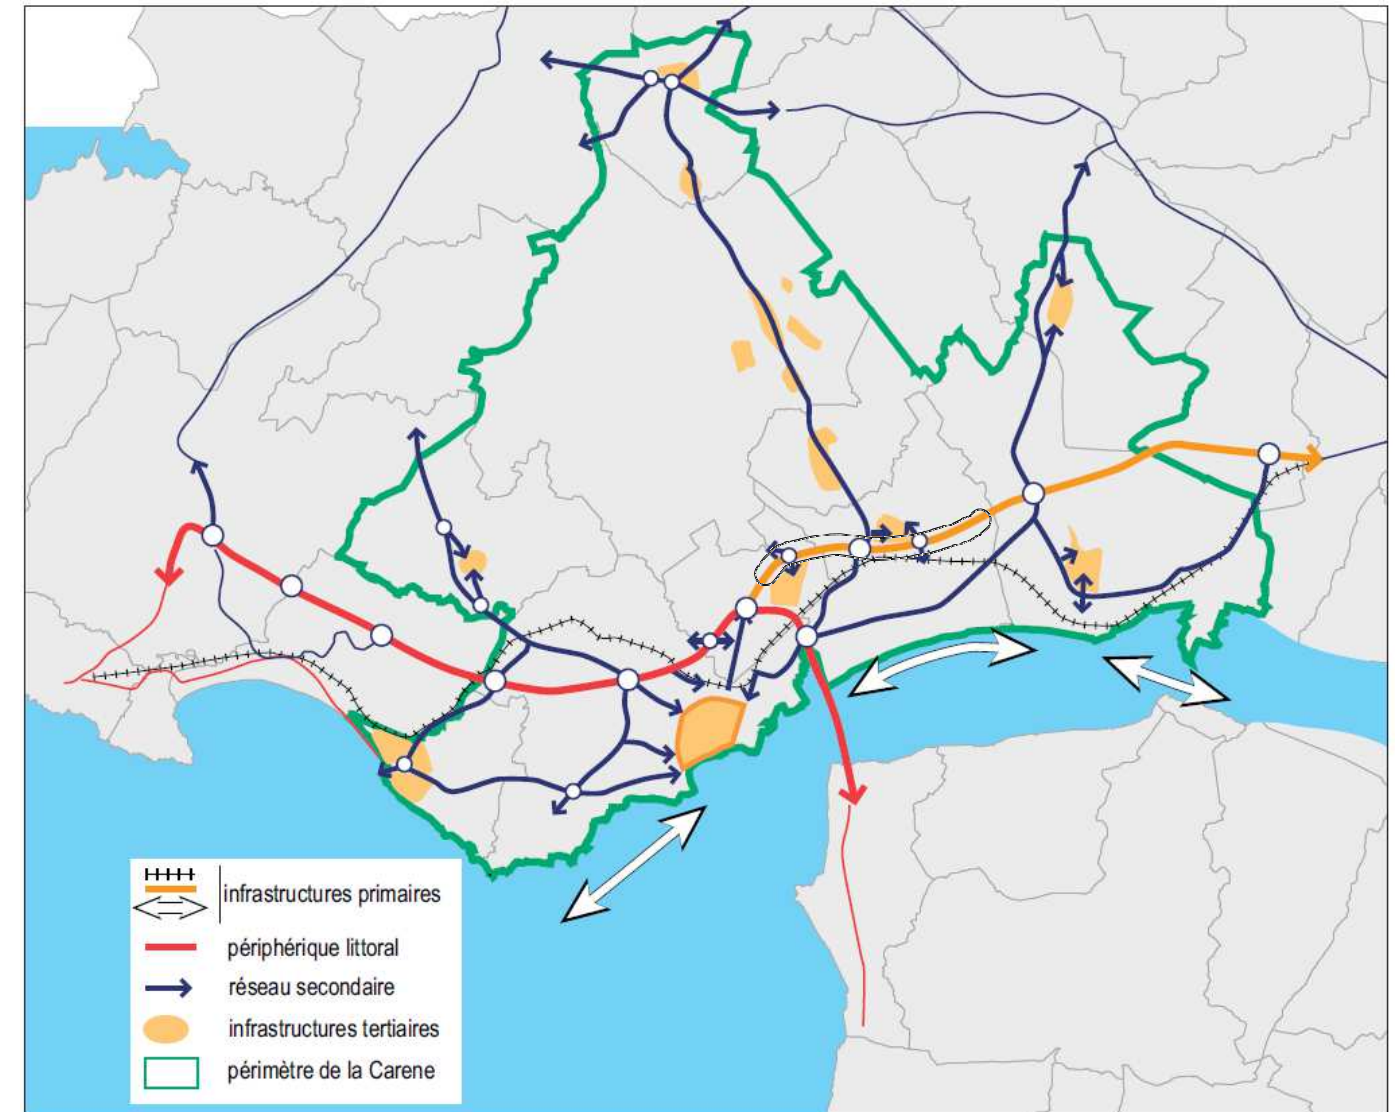 infrastructures primaires
périphérique littoral
réseau secondaire
infrastructures tertiaires
périmètre de la Carene